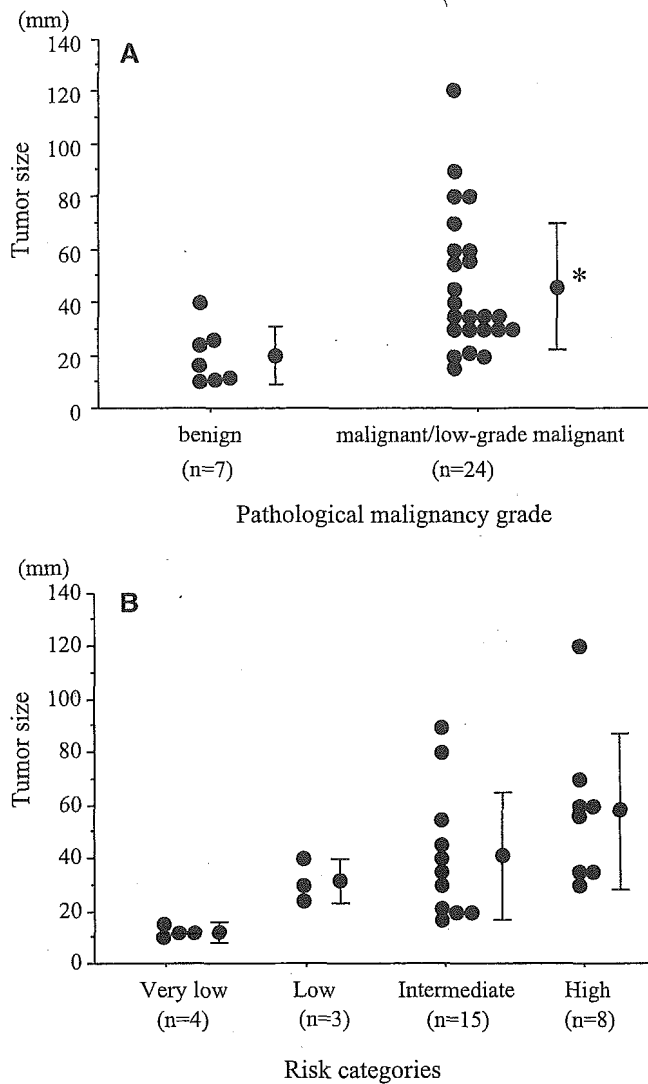 (mm)
A
140
120
100
80
60
40
20
0
Tumor size
*
benign malignant/low-grade malignant
(n=7) (n=24)
Pathological malignancy grade
(mm)
B
140
120
100
80
60
40
20
0
Tumor size
Very low Low Intermediate High
(n=4) (n=3) (n=15) (n=8)
Risk categories